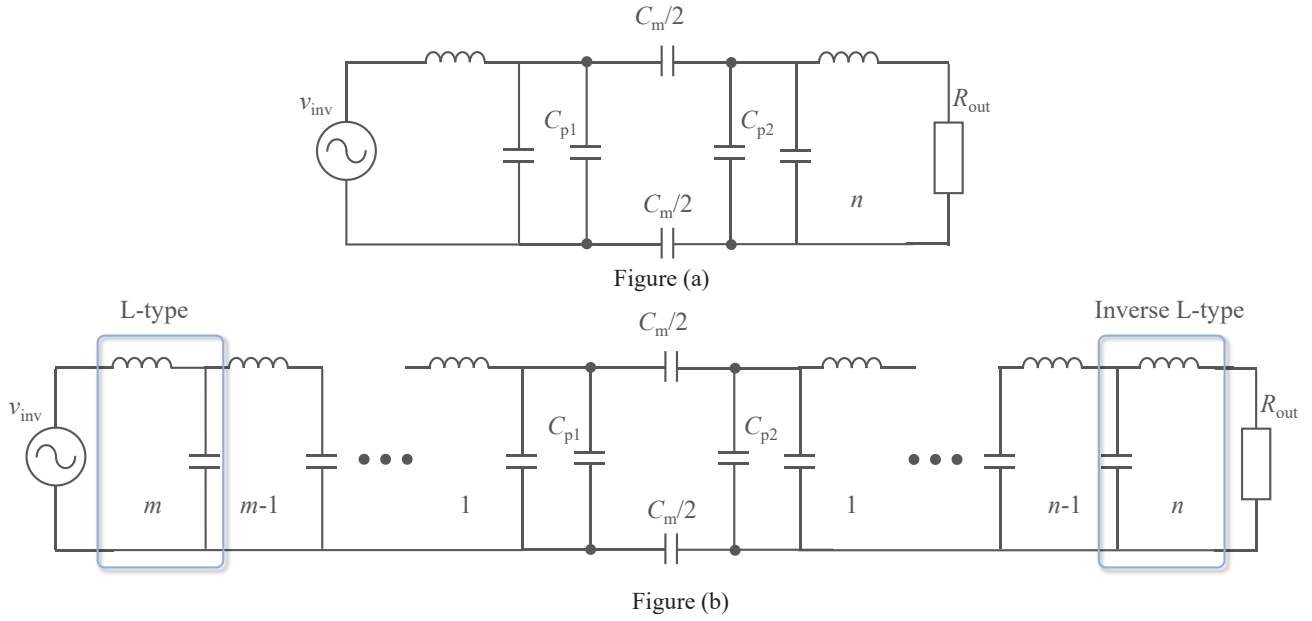 C_m/2
v_inv
C_p1
C_p2
R_out
C_m/2
n
Figure (a)
L-type
Inverse L-type
C_m/2
v_inv
C_p1
C_p2
R_out
m
m-1
1
C_m/2
1
n-1
n
Figure (b)